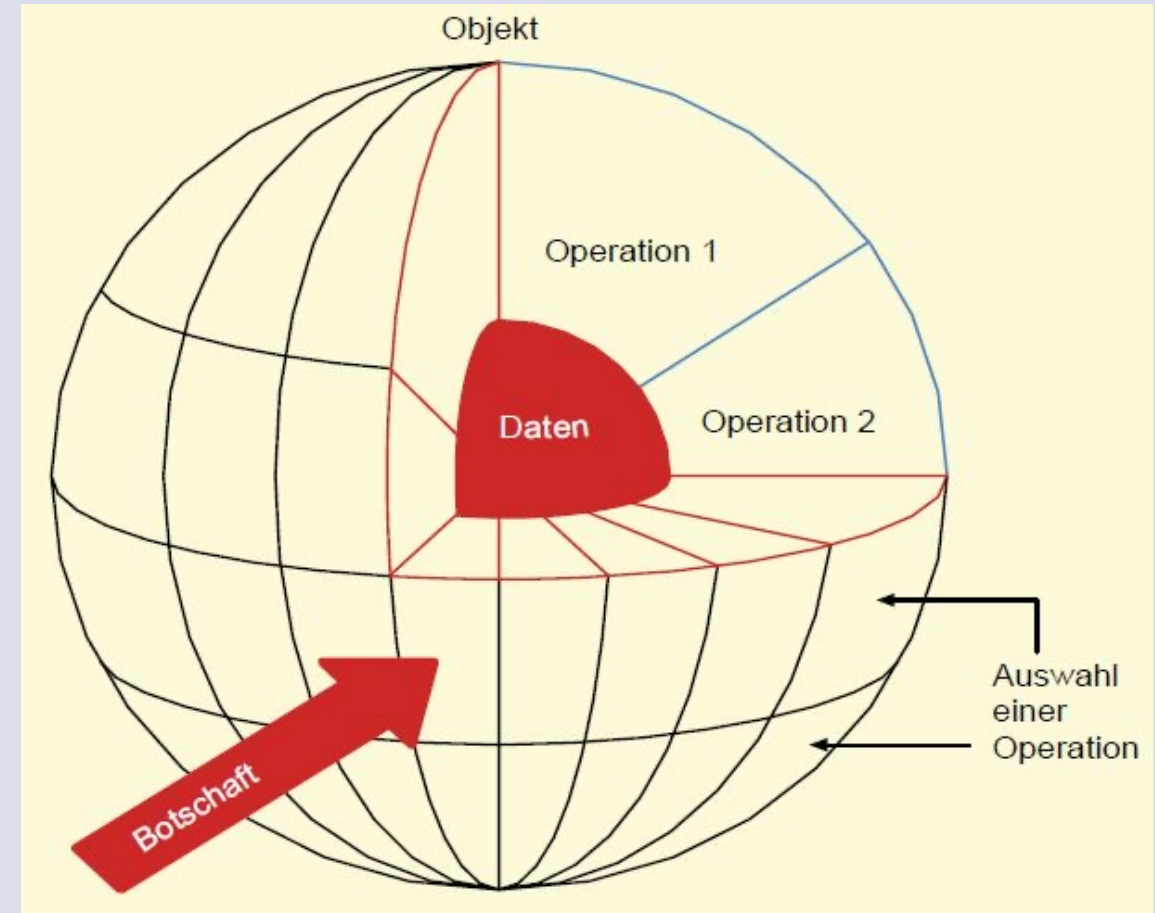 Objekt
Operation 1
Daten
Operation 2
Auswahl
einer
Operation
Botschaft